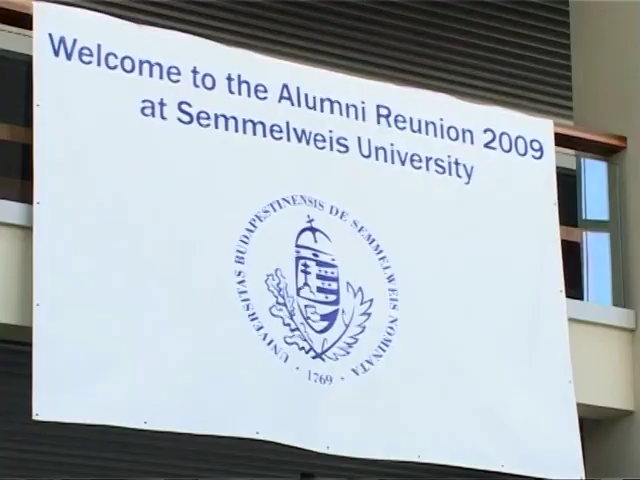 Welcome to the Alumni Reunion 2009
at Semmelweis University
UNIVERSITAS BUDAPESTINENSIS DE SEMMELWEIS NOMINATA
· 1769 ·